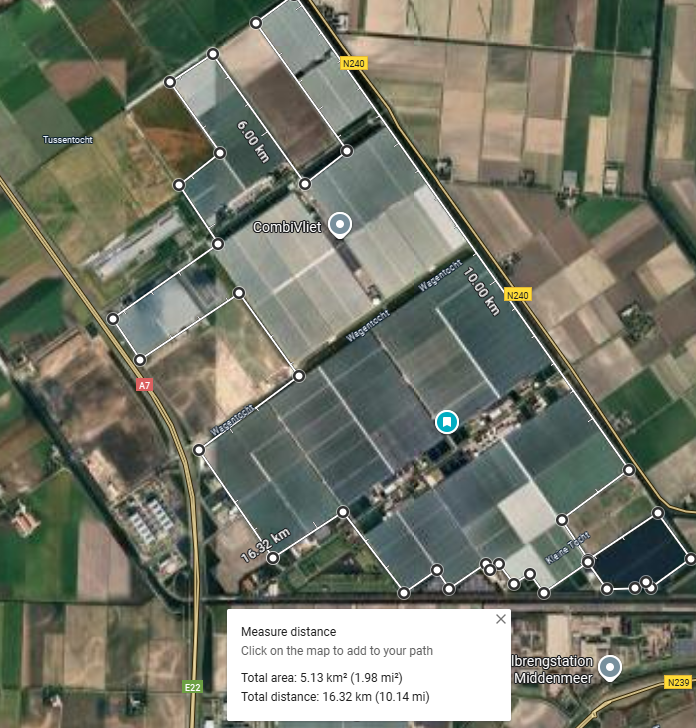 N240
Tussentocht
6.00 km
CombiVliet
Wagentocht
10.00 km
N240
Wagentocht
A7
Wagentocht
16.32 km
Kleine Tocht
Measure distance
Click on the map to add to your path
Total area: 5.13 km² (1.98 mi²)
Total distance: 16.32 km (10.14 mi)
lbrengstation
Middenmeer
E22
N239